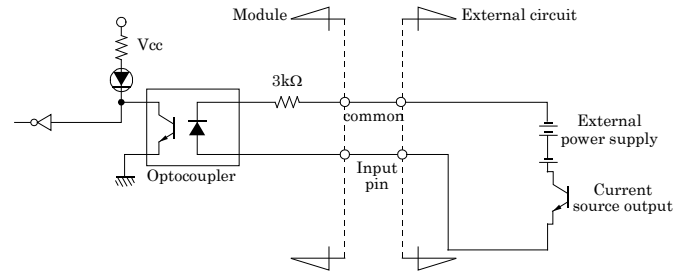 Module
External circuit
Vcc
3kΩ
common
External
power supply
Input
pin
Optocoupler
Current
source output